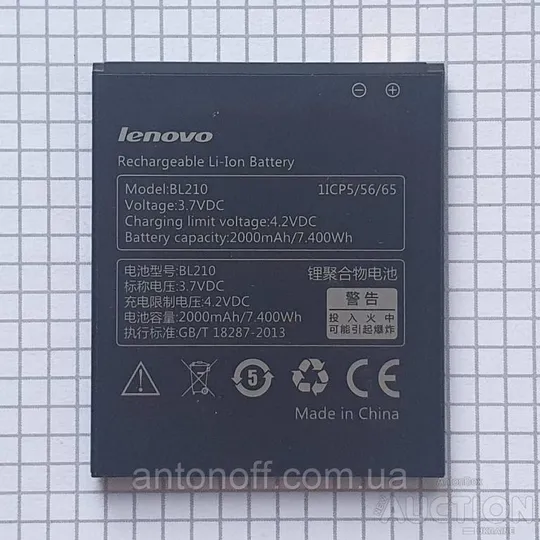 lenovo
Rechargeable Li-Ion Battery
Model:BL210 1ICP5/56/65
Voltage:3.7VDC
Charging limit voltage:4.2VDC
Battery capacity:2000mAh/7.400Wh
电池型号:BL210 锂聚合物电池
标称电压:3.7VDC
充电限制电压:4.2VDC
电池容量:2000mAh/7.400Wh
执行标准:GB/T 18287-2013
警告
投入火中
可能引起爆炸
5
CE
Made in China
antonoff.com.ua
AUCTION
UKRAINE